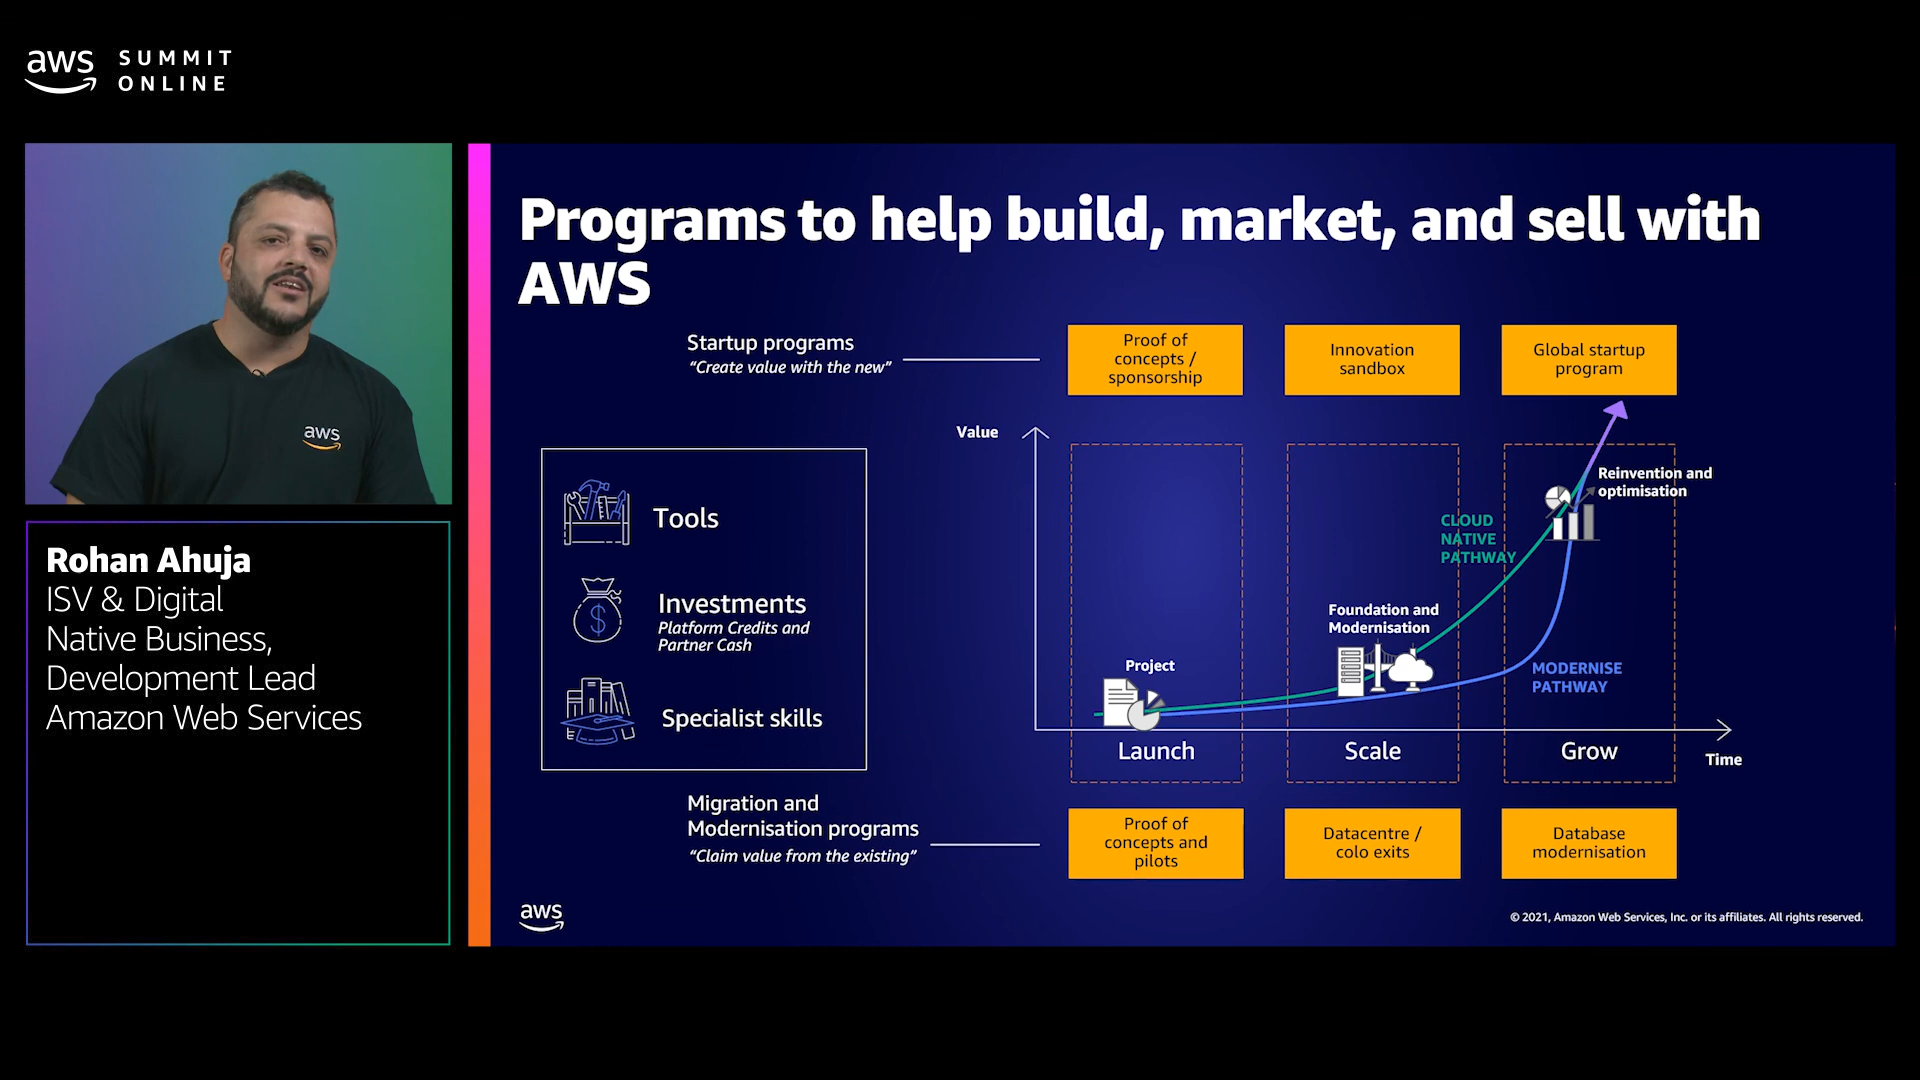 aws SUMMIT
ONLINE
aws
Rohan Ahuja
ISV & Digital
Native Business,
Development Lead
Amazon Web Services
Programs to help build, market, and sell with
AWS
Startup programs
“Create value with the new”
Proof of
concepts /
sponsorship
Innovation
sandbox
Global startup
program
Tools
$
Investments
Platform Credits and
Partner Cash
Specialist skills
Value
Reinvention and
optimisation
CLOUD
NATIVE
PATHWAY
Foundation and
Modernisation
Project
MODERNISE
PATHWAY
Launch
Scale
Grow
Time
Migration and
Modernisation programs
“Claim value from the existing”
Proof of
concepts and
pilots
Datacentre /
colo exits
Database
modernisation
aws
© 2021, Amazon Web Services, Inc. or its affiliates. All rights reserved.